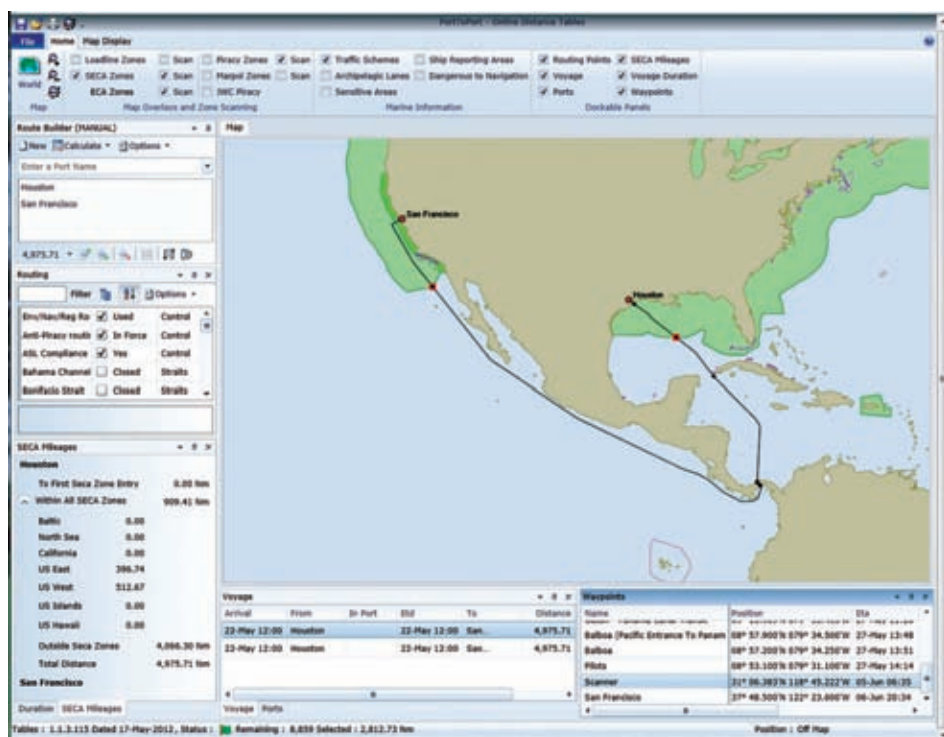 PortToPort - Online Distance Tables
File Home Map Display
Loadline Zones Scan Piracy Zones Scan Traffic Schemes Ship Reporting Areas Routing Points SECA Mileages
SECA Zones Scan Marpol Zones Scan Archipelagic Lanes Dangerous to Navigation Voyage Voyage Duration
World ECA Zones Scan IWC Piracy Sensitive Areas Ports Waypoints
Map Map Overlays and Zone Scanning Marine Information Dockable Panels
Route Builder (MANUAL)
Map
New Calculate Options
Enter a Port Name
Houston
San Francisco
4,975.71
Routing
Filter Options
Env/Nav/Reg Ro Used Control
Anti-Piracy routin In Force Control
ASL Compliance Yes Control
Bahama Channel Closed Straits
Bonifacio Strait Closed Straits
SECA Mileages
Houston
To First Seca Zone Entry 0.00 Nm
Within All SECA Zones 909.41 Nm
Baltic 0.00
North Sea 0.00
California 0.00
US East 396.74
US West 512.67
US Islands 0.00
US Hawaii 0.00
Outside Seca Zones 4,066.30 Nm
Total Distance 4,975.71 Nm
San Francisco
Duration SECA Mileages
San Francisco
Houston
Voyage
Arrival From In Port Etd To Distance
22-May 12:00 Houston 22-May 12:00 San... 4,975.71
22-May 12:00 Houston 22-May 12:00 San... 4,975.71
Voyage Ports
Waypoints
Name Position Eta
Balboa (Pacific Entrance To Panam 08° 57.900'N 079° 34.500'W 27-May 13:48
Balboa 08° 57.200'N 079° 34.250'W 27-May 13:51
Pilots 08° 53.100'N 079° 31.100'W 27-May 14:14
Scanner 31° 06.383'N 118° 45.222'W 05-Jun 06:35
San Francisco 37° 48.500'N 122° 23.600'W 06-Jun 20:34
Tables : 1.1.3.115 Dated 17-May-2012, Status : Remaining : 8,859 Selected : 2,812.73 Nm Position : Off Map